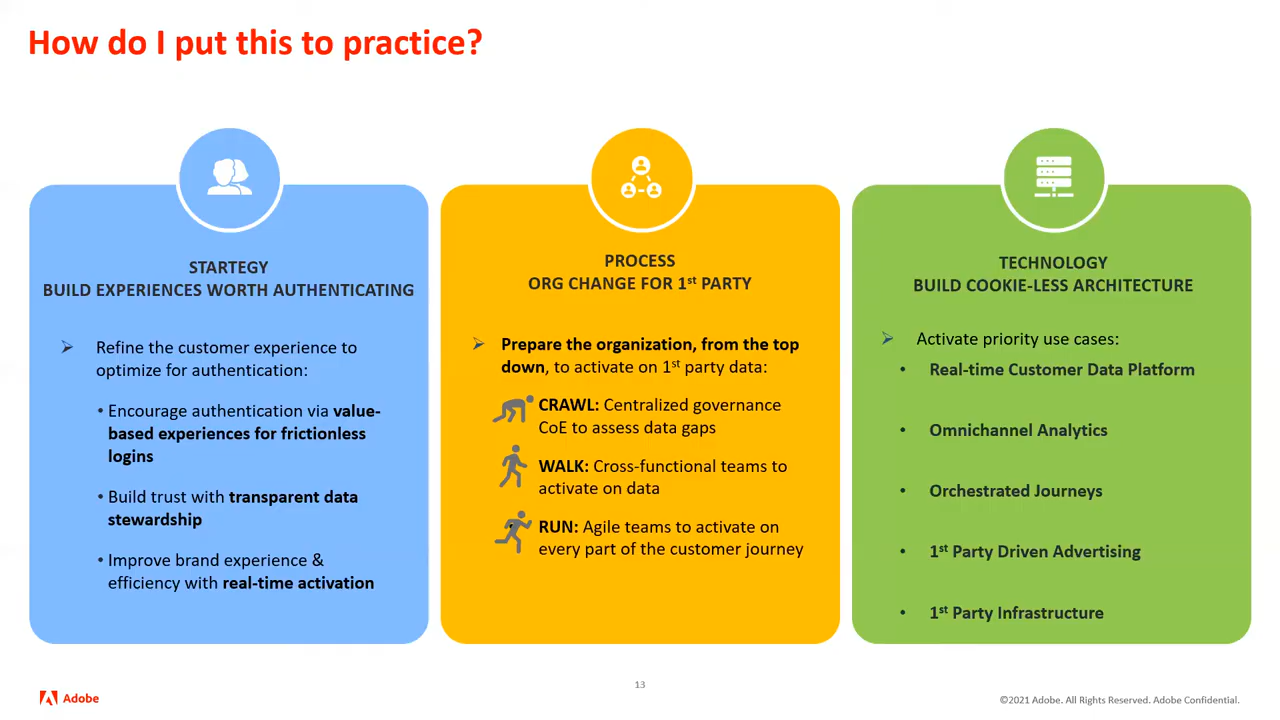 How do I put this to practice?
STARTEGY
BUILD EXPERIENCES WORTH AUTHENTICATING
➢ Refine the customer experience to
optimize for authentication:
• Encourage authentication via value-
based experiences for frictionless
logins
• Build trust with transparent data
stewardship
• Improve brand experience &
efficiency with real-time activation
PROCESS
ORG CHANGE FOR 1st PARTY
➢ Prepare the organization, from the top
down, to activate on 1st party data:
CRAWL: Centralized governance
CoE to assess data gaps
WALK: Cross-functional teams to
activate on data
RUN: Agile teams to activate on
every part of the customer journey
TECHNOLOGY
BUILD COOKIE-LESS ARCHITECTURE
➢ Activate priority use cases:
• Real-time Customer Data Platform
• Omnichannel Analytics
• Orchestrated Journeys
• 1st Party Driven Advertising
• 1st Party Infrastructure
Adobe
13
©2021 Adobe. All Rights Reserved. Adobe Confidential.